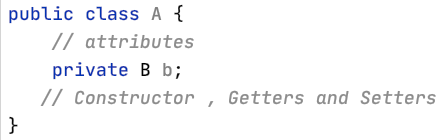 public class A {
    // attributes
    private B b;
   // Constructor , Getters and Setters
}